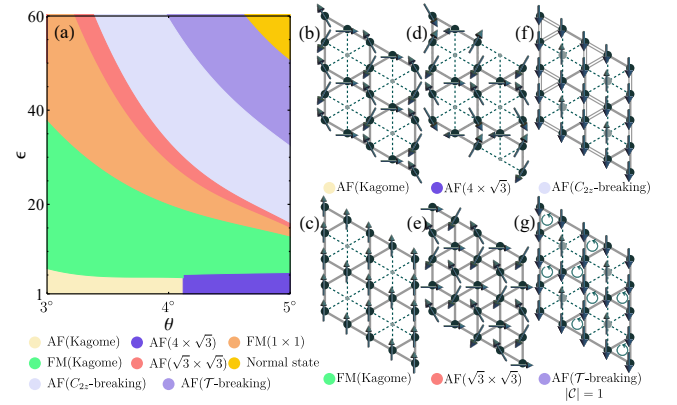 60
40
20
1
ϵ
3°
4°
5°
θ
(a)
(b)
(d)
(f)
AF(Kagome)
AF(4 × √3)
AF(C₂z-breaking)
(c)
(e)
(g)
FM(Kagome)
AF(√3 × √3)
AF(𝒯-breaking)
|𝒞| = 1
AF(Kagome) AF(4 × √3) FM(1 × 1)
FM(Kagome) AF(√3 × √3) Normal state
AF(C₂z-breaking) AF(𝒯-breaking)